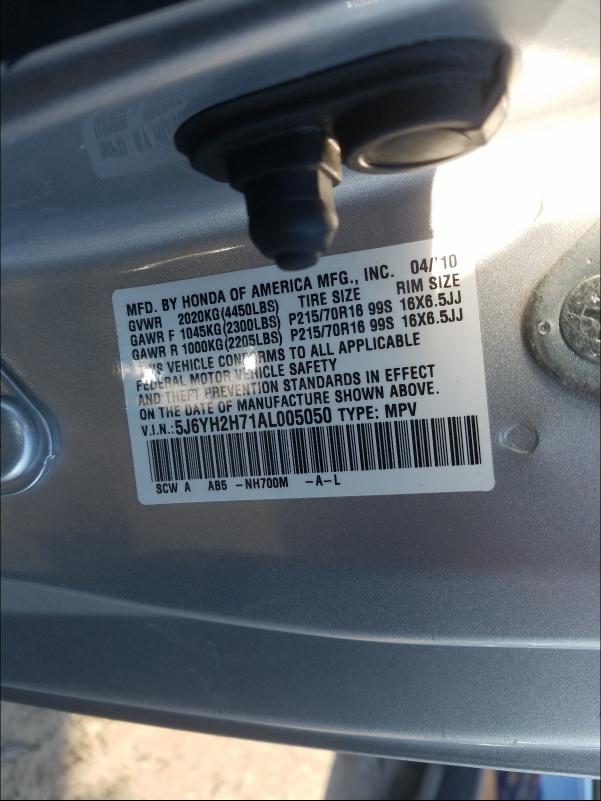 MFD. BY HONDA OF AMERICA MFG., INC. 04/'10
GVWR 2020KG(4450LBS) TIRE SIZE RIM SIZE
GAWR F 1045KG(2300LBS) P215/70R16 99S 16X6.5JJ
GAWR R 1000KG(2205LBS) P215/70R16 99S 16X6.5JJ
THIS VEHICLE CONFORMS TO ALL APPLICABLE
FEDERAL MOTOR VEHICLE SAFETY
AND THEFT PREVENTION STANDARDS IN EFFECT
ON THE DATE OF MANUFACTURE SHOWN ABOVE.
V.I.N.:5J6YH2H71AL005050 TYPE: MPV
SCW A AB5 -NH700M -A-L